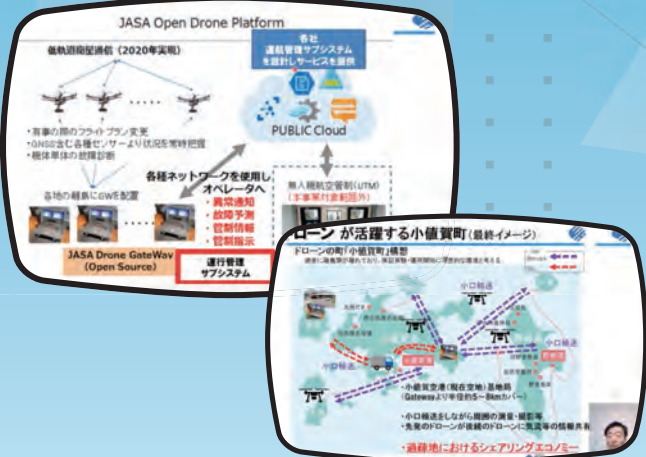 JASA Open Drone Platform
低軌道衛星通信(2020年実現)
各社
運航管理サブシステム
を設計しサービスを提供
・有事の際のフライトプラン変更
・GNSS含む各種センサーより状況を常時把握
・機体単体の故障診断
PUBLIC Cloud
各種ネットワークを使用し
オペレータへ
・異常通知
・故障予測
・管制情報
・管制指示
各地の離島にGWを配置
無人機航空管制(UTM)
(本事業対象範囲外)
JASA Drone GateWay
(Open Source)
運行管理
サブシステム
ローン が活躍する小値賀町(最終イメージ)
ドローンの町「小値賀町」構想
小口輸送
小口輸送
小口輸送
・小値賀空港(現在空地)基地局
(Gatewayより半径約5~8kmカバー)
・小口輸送をしながら周囲の測量・撮影等
・先発のドローンが後続のドローンに気流等の情報共有
・過疎地におけるシェアリングエコノミー